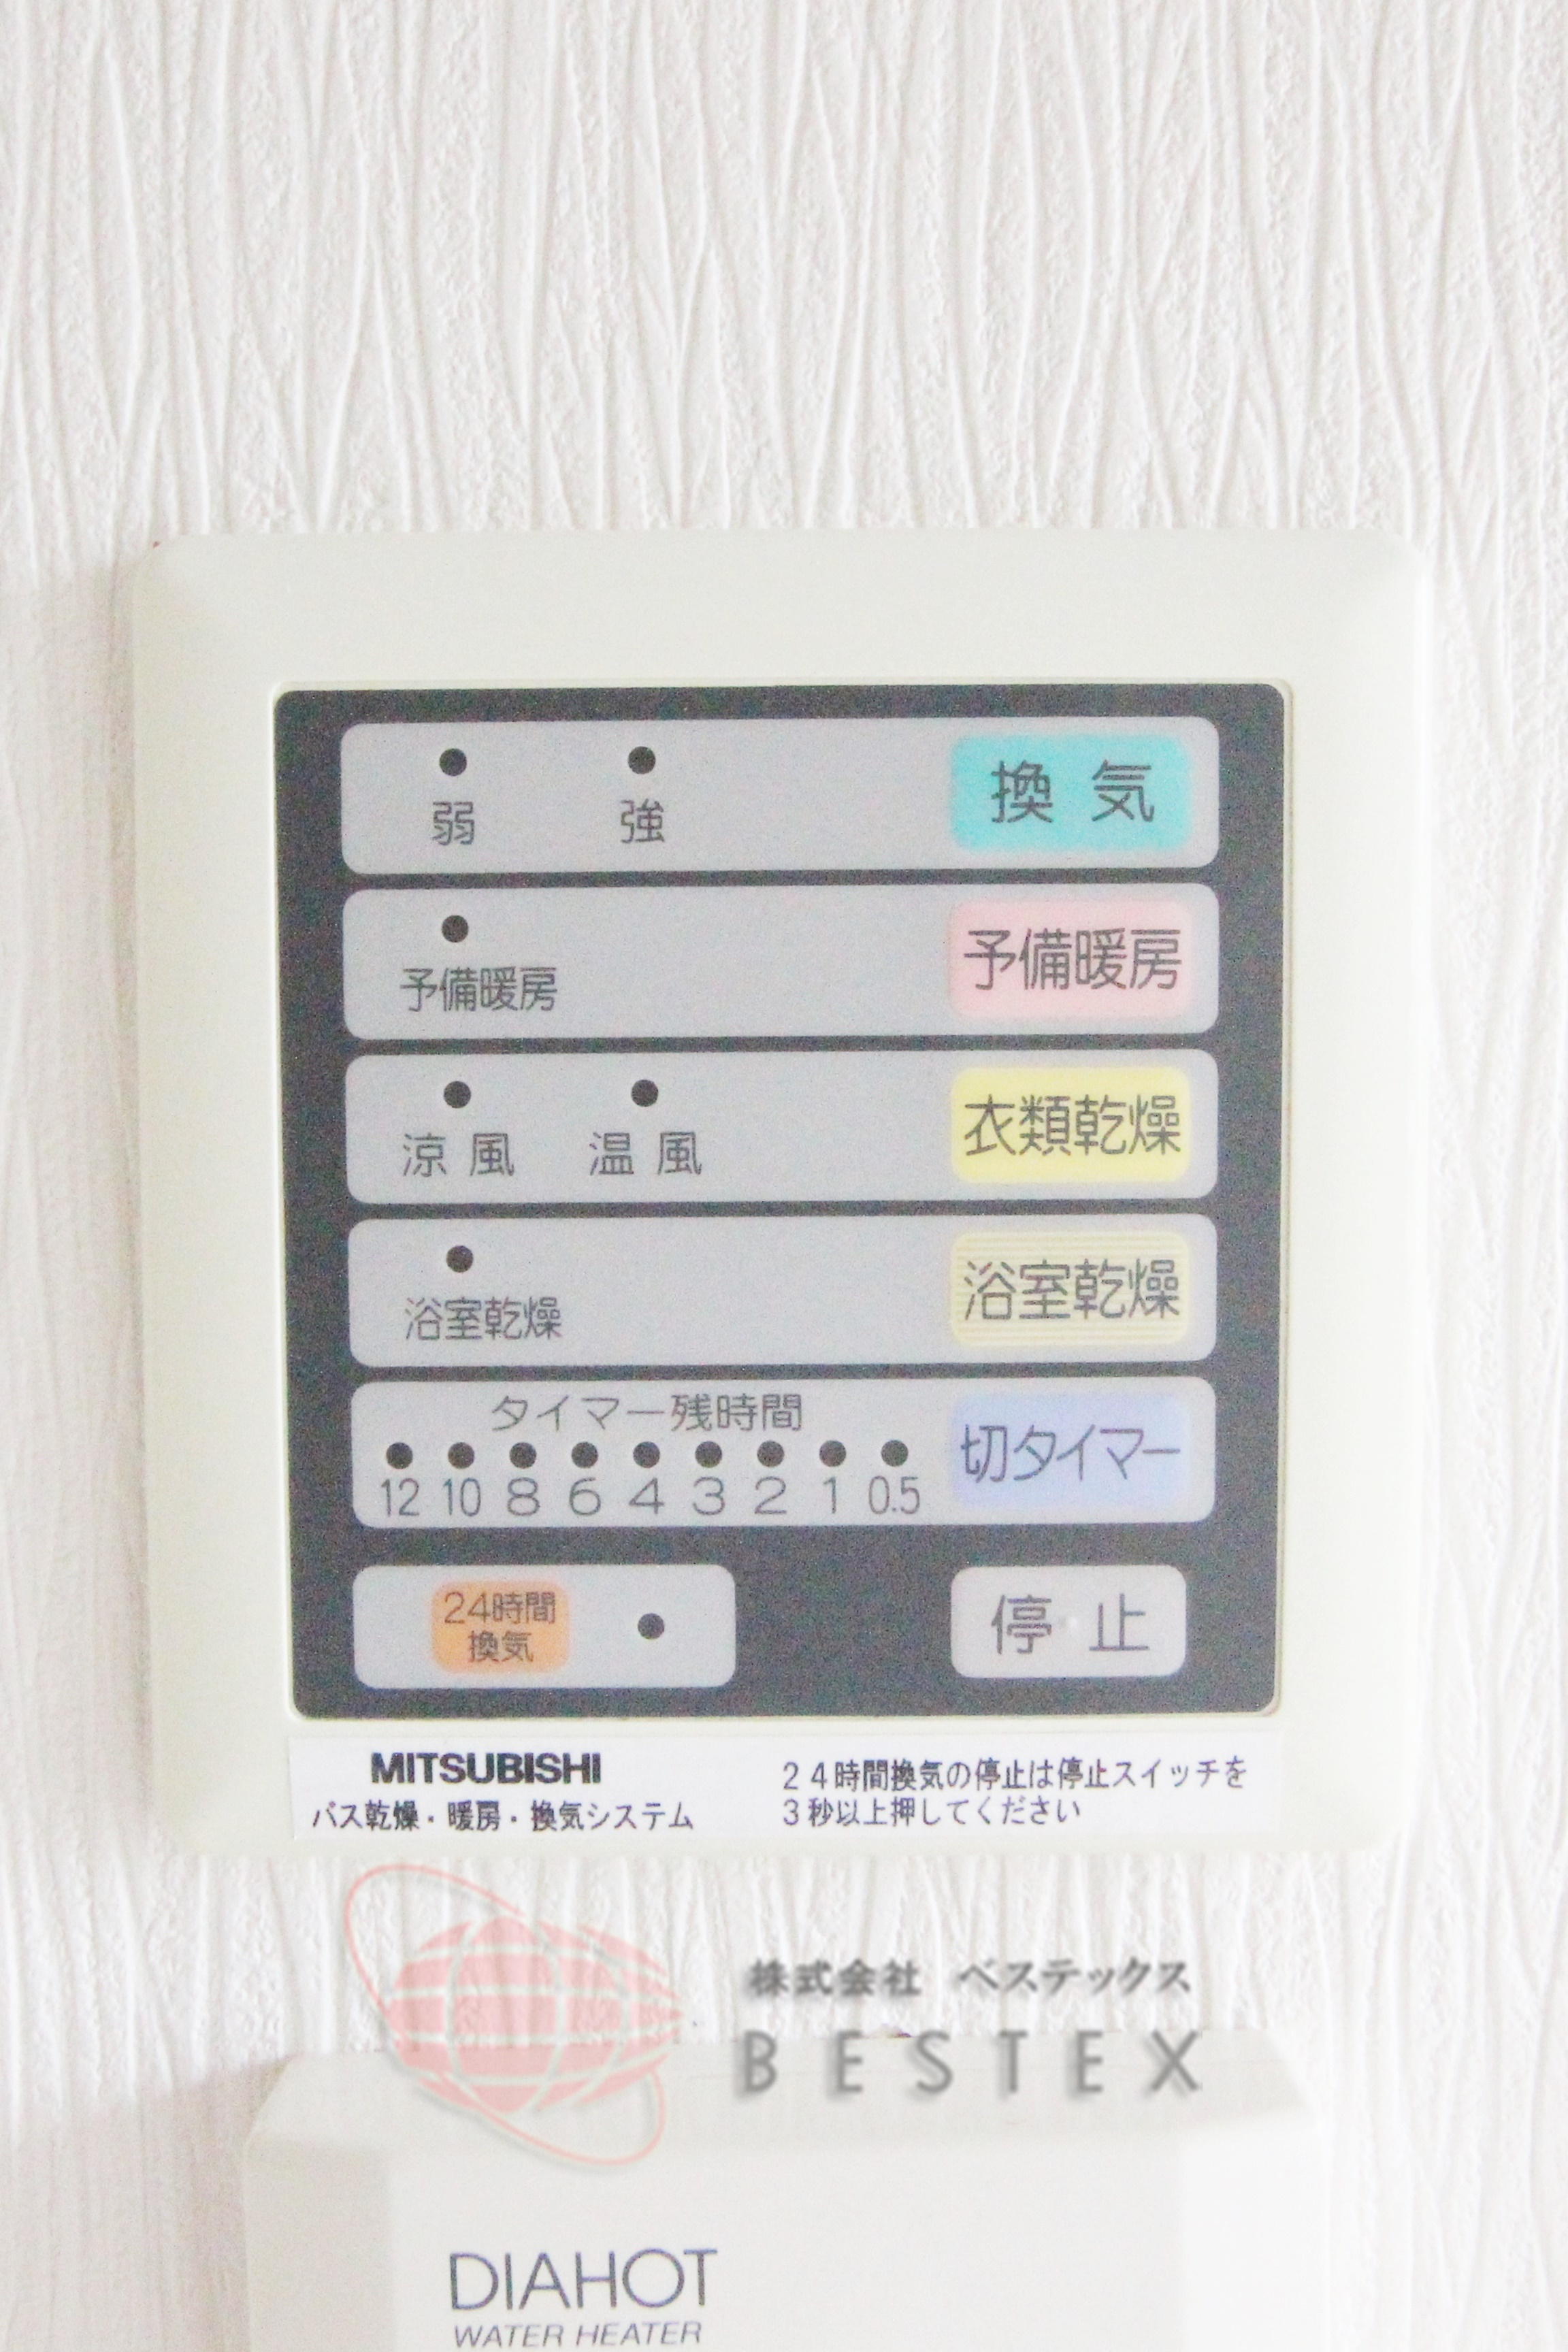 弱 強 換気
予備暖房 予備暖房
涼風 温風 衣類乾燥
浴室乾燥 浴室乾燥
タイマー残時間
12 10 8 6 4 3 2 1 0.5 切タイマー
24時間
換気
停止
MITSUBISHI
バス乾燥・暖房・換気システム
24時間換気の停止は停止スイッチを
3秒以上押してください
株式会社 ベステックス
BESTEX
DIAHOT
WATER HEATER